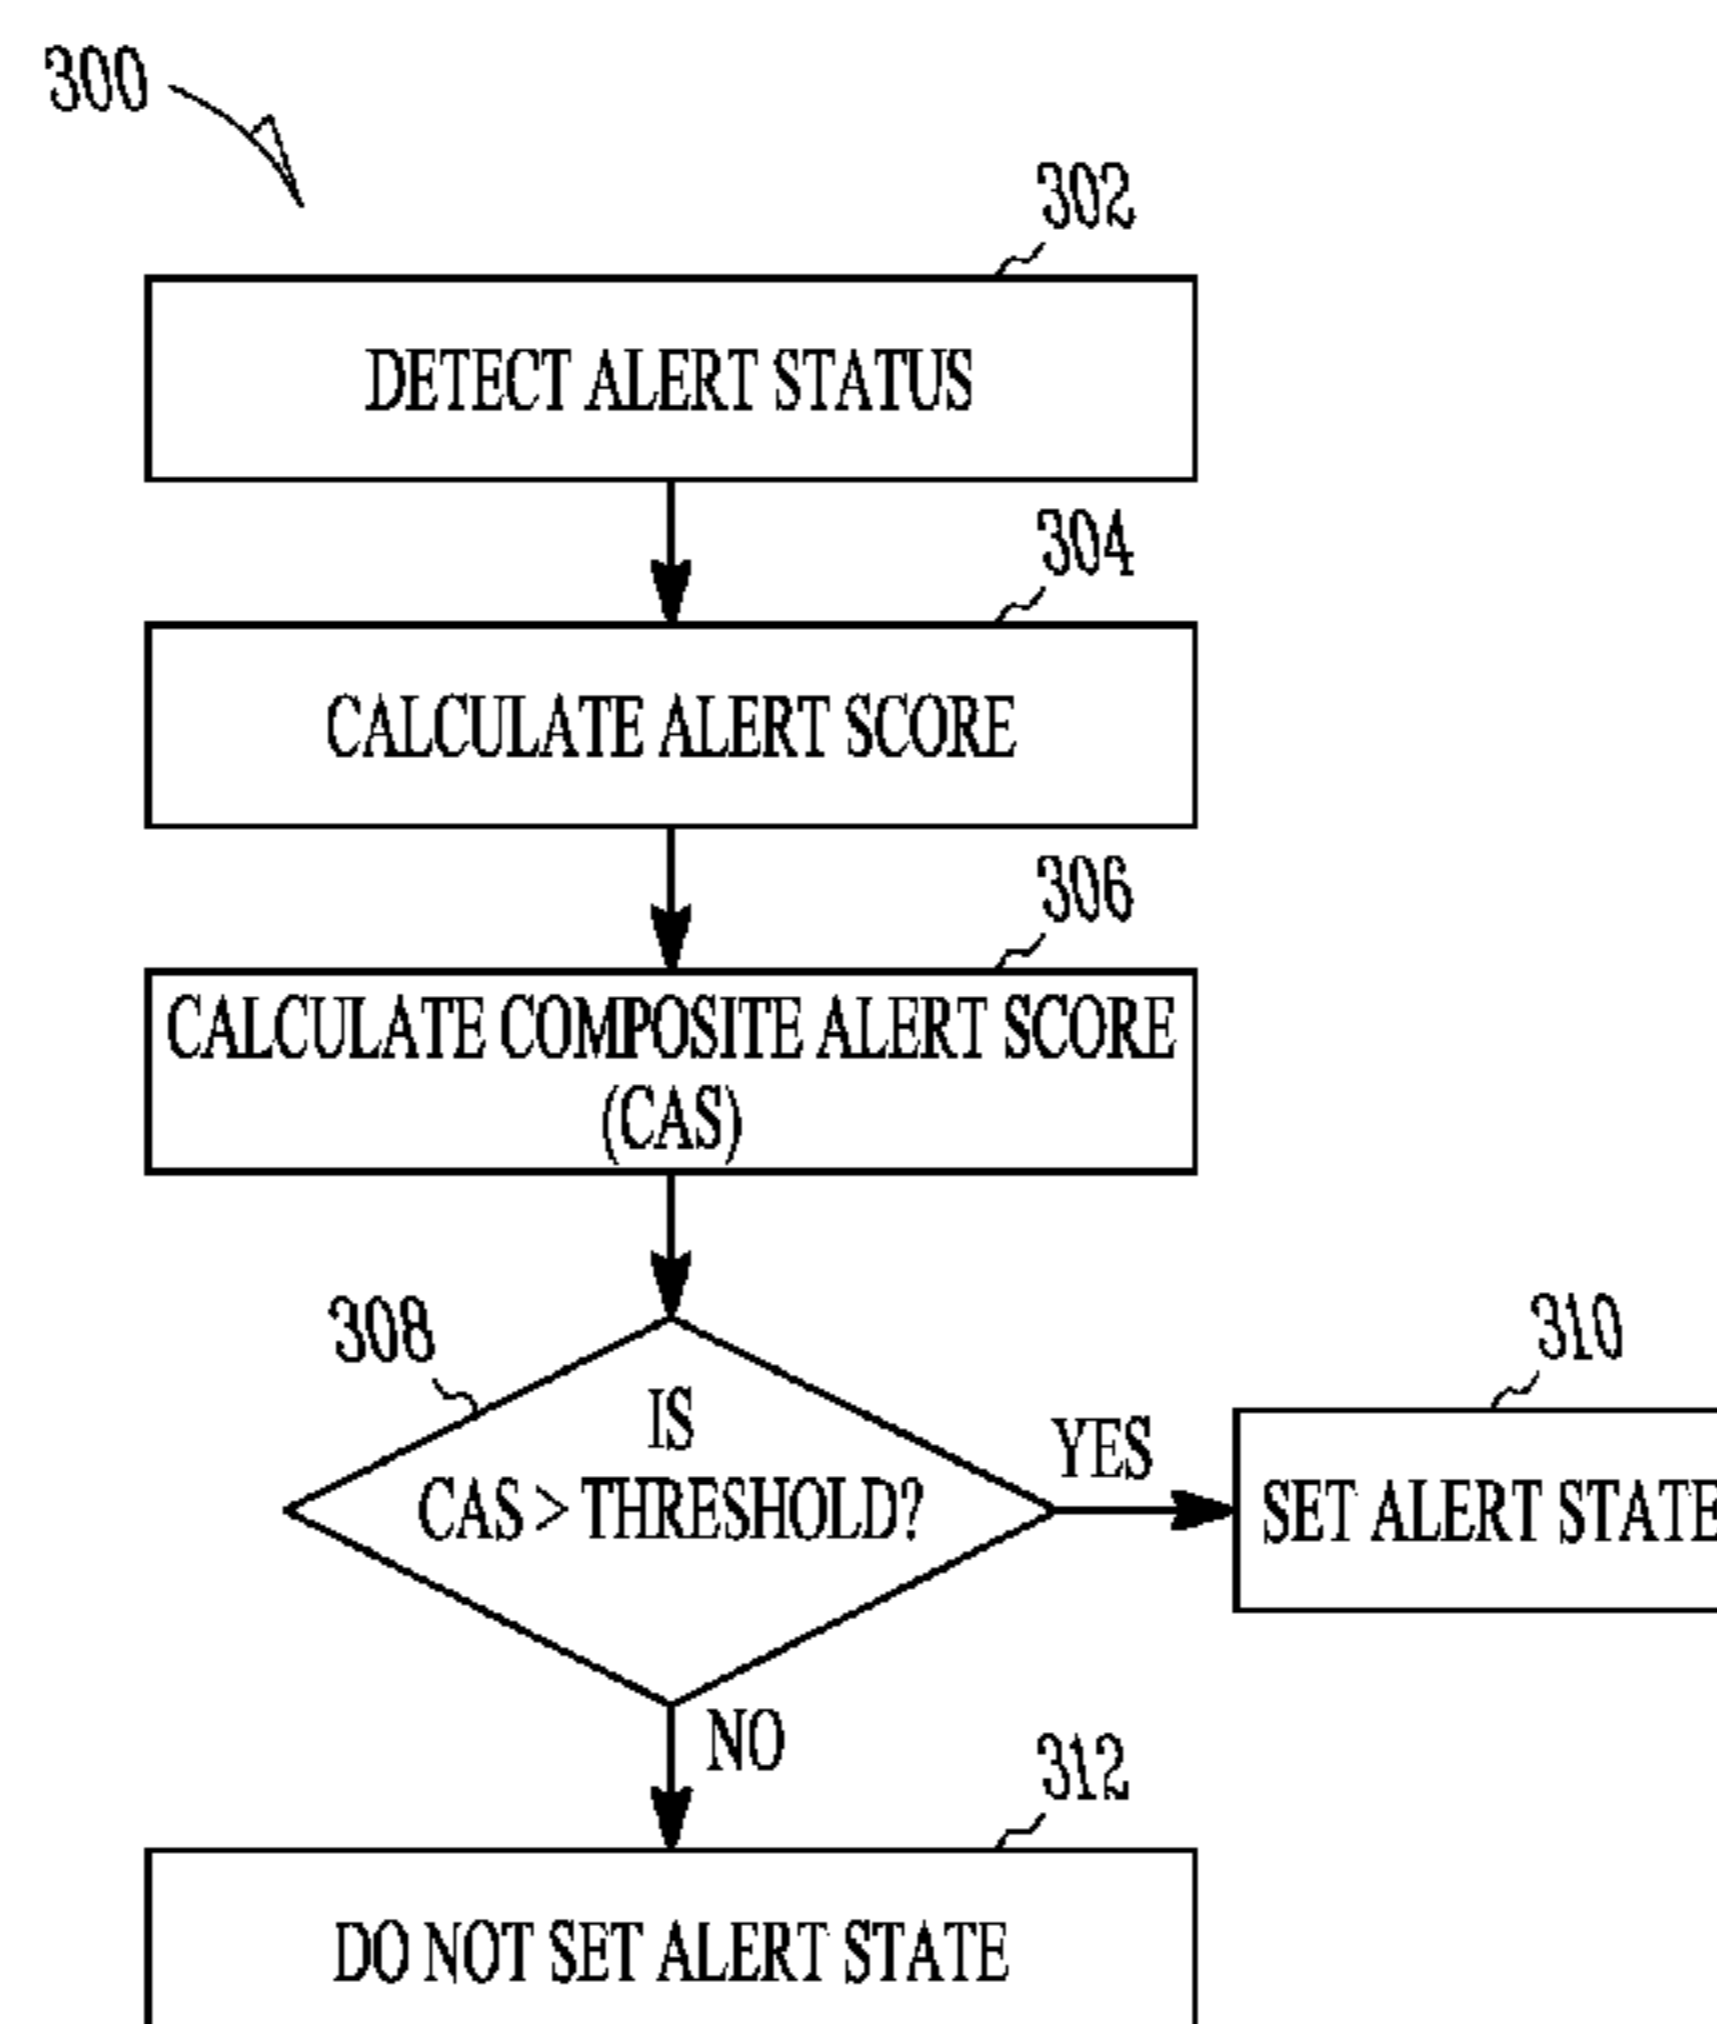 300
302
DETECT ALERT STATUS
304
CALCULATE ALERT SCORE
306
CALCULATE COMPOSITE ALERT SCORE
(CAS)
308
IS
CAS > THRESHOLD?
YES
310
SET ALERT STATE
NO
312
DO NOT SET ALERT STATE